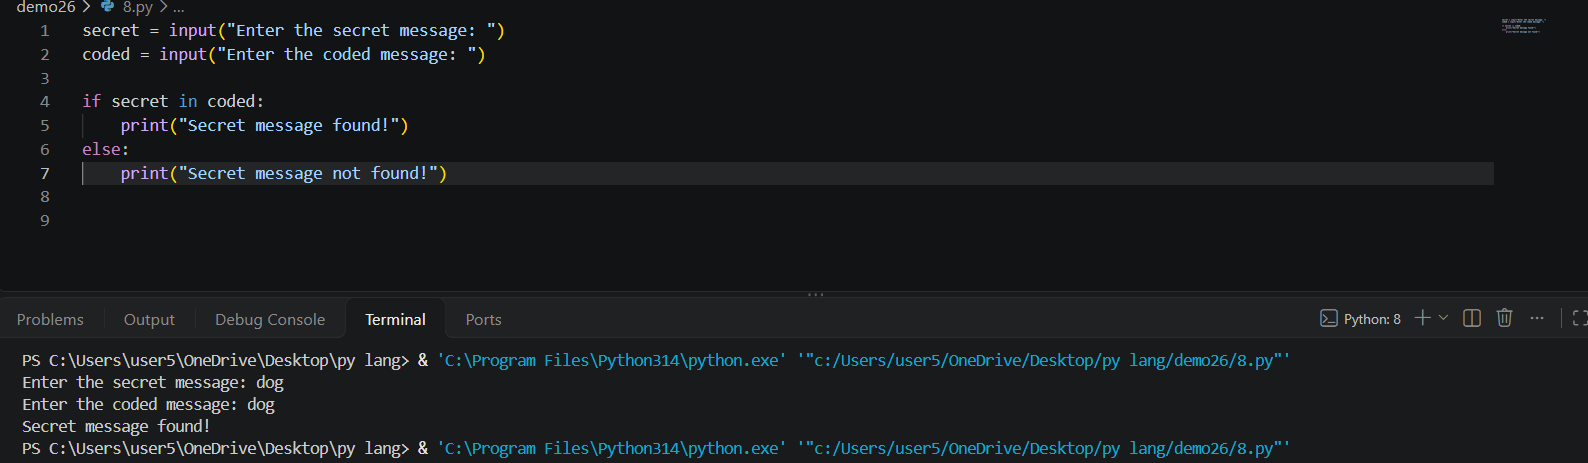 demo26 > 8.py > ...
1 secret = input("Enter the secret message: ")
2 coded = input("Enter the coded message: ")
3
4 if secret in coded:
5     print("Secret message found!")
6 else:
7     print("Secret message not found!")
8
9
Problems Output Debug Console Terminal Ports Python: 8
PS C:\Users\user5\OneDrive\Desktop\py lang> & 'C:\Program Files\Python314\python.exe' '"c:/Users/user5/OneDrive/Desktop/py lang/demo26/8.py"'
Enter the secret message: dog
Enter the coded message: dog
Secret message found!
PS C:\Users\user5\OneDrive\Desktop\py lang> & 'C:\Program Files\Python314\python.exe' '"c:/Users/user5/OneDrive/Desktop/py lang/demo26/8.py"'